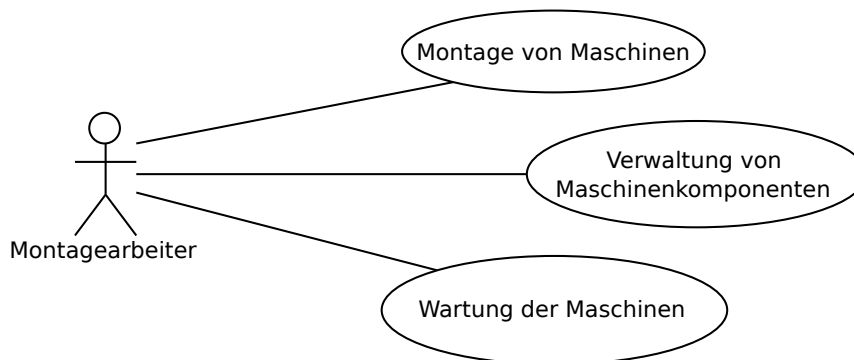 Montage von Maschinen
Verwaltung von
Maschinenkomponenten
Montagearbeiter
Wartung der Maschinen